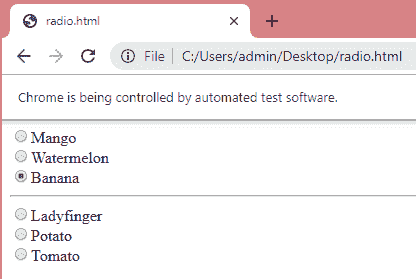 radio.html
File C:/Users/admin/Desktop/radio.html
Chrome is being controlled by automated test software.
Mango
Watermelon
Banana
Ladyfinger
Potato
Tomato